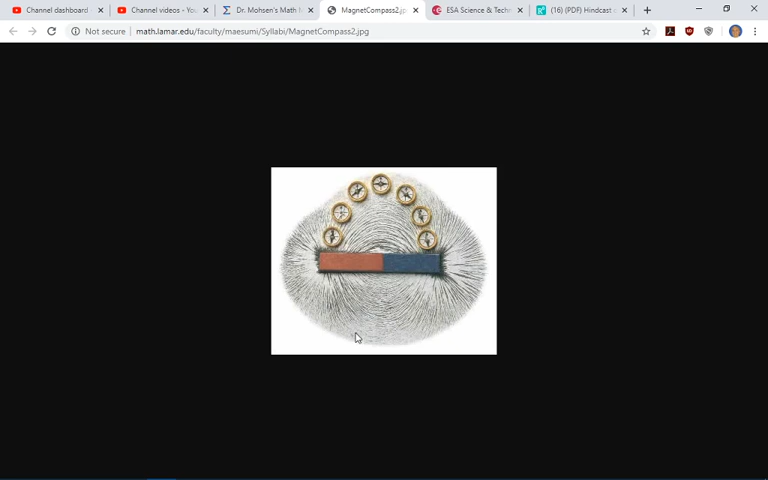 Channel dashboard
Channel videos - You
Dr. Mohsen's Math M
MagnetCompass2.jp
ESA Science & Techn
(16) (PDF) Hindcast
Not secure
math.lamar.edu/faculty/maesumi/Syllabi/MagnetCompass2.jpg